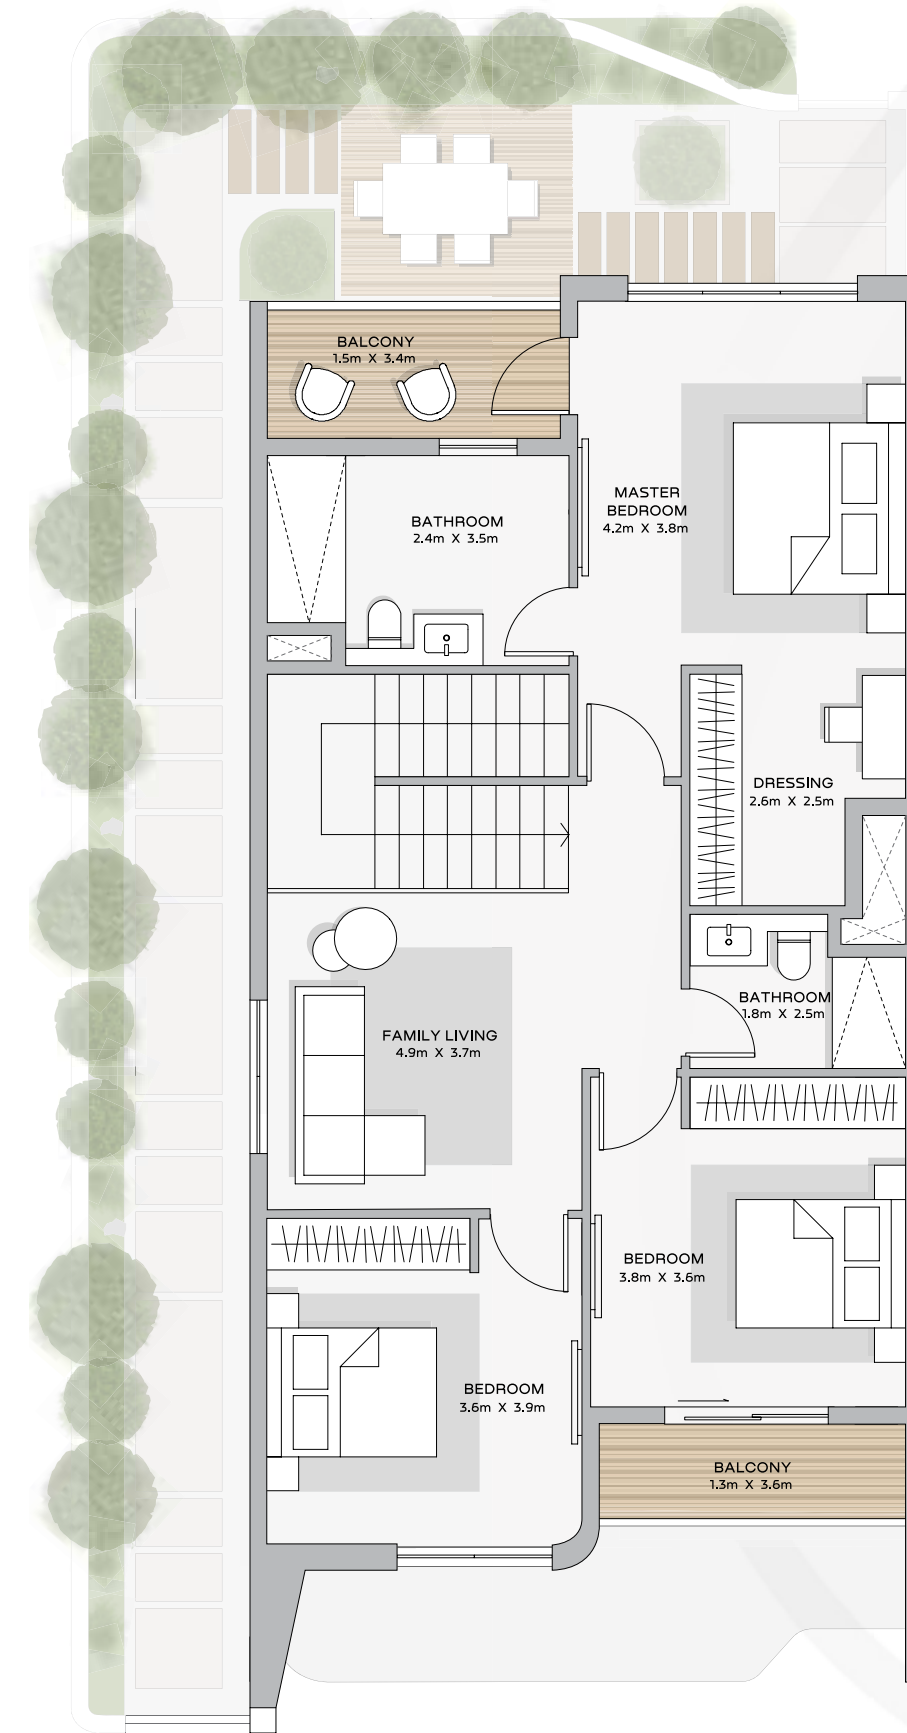 BALCONY
1.5m X 3.4m
MASTER
BEDROOM
4.2m X 3.8m
BATHROOM
2.4m X 3.5m
DRESSING
2.6m X 2.5m
BATHROOM
1.8m X 2.5m
FAMILY LIVING
4.9m X 3.7m
BEDROOM
3.8m X 3.6m
BEDROOM
3.6m X 3.9m
BALCONY
1.3m X 3.6m